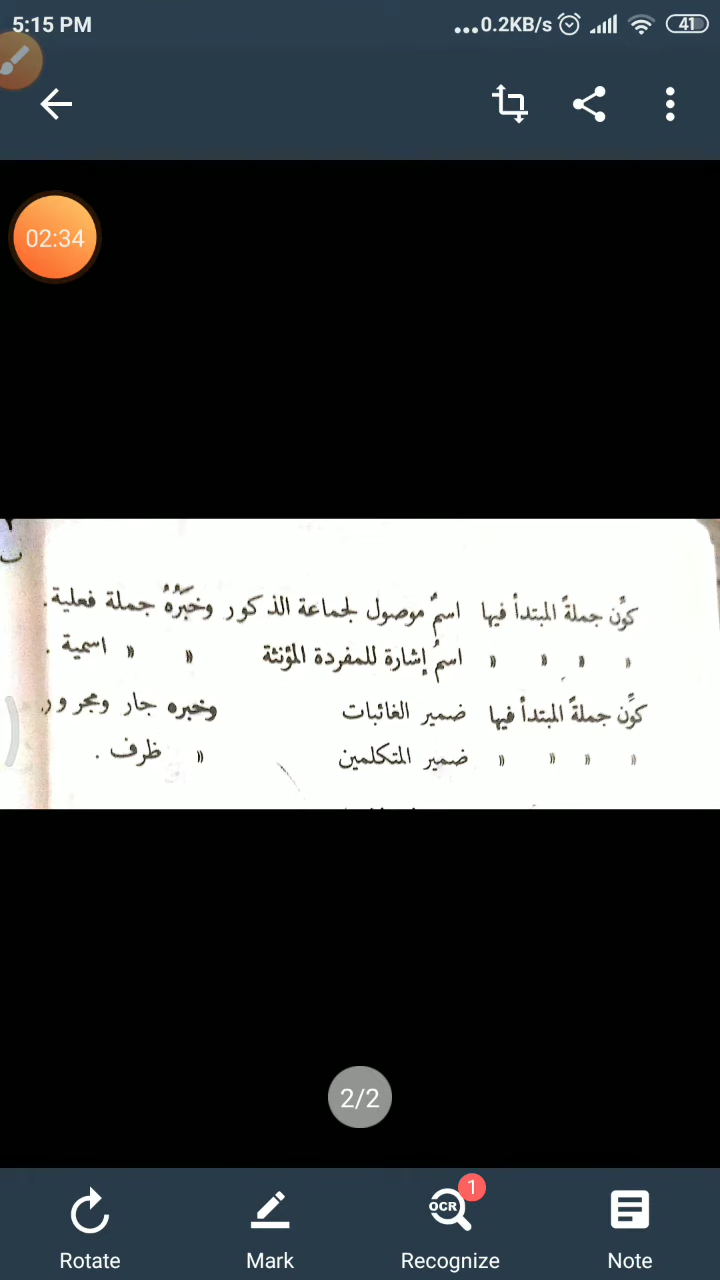 5:15 PM
...0.2KB/s
41
02:34
كوِّن جملةً المبتدأ فيها اسمٌ موصول لجماعة الذكور وخبَرُهُ جملة فعلية .
« « « « اسمُ إشارة للمفردة المؤنثة « « اسمية .
كوِّن جملةً المبتدأ فيها ضمير الغائبات وخبره جار ومجرور.
« « « « ضمير المتكلمين « ظرف .
2/2
1
OCR
Rotate
Mark
Recognize
Note